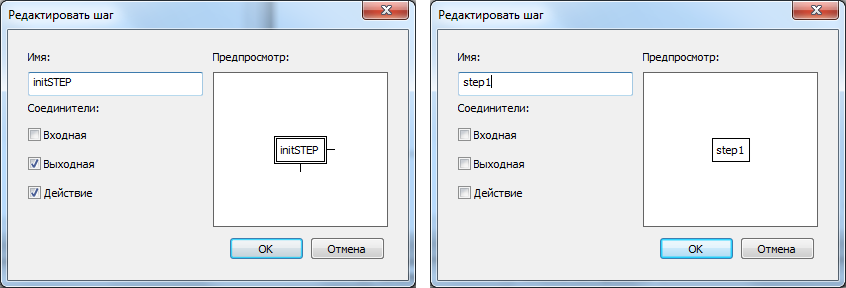 Редактировать шаг
Имя:
Предпросмотр:
initSTEP
Соединители:
Входная
Выходная
Действие
initSTEP
OK
Отмена
Редактировать шаг
Имя:
Предпросмотр:
step1
Соединители:
Входная
Выходная
Действие
step1
OK
Отмена